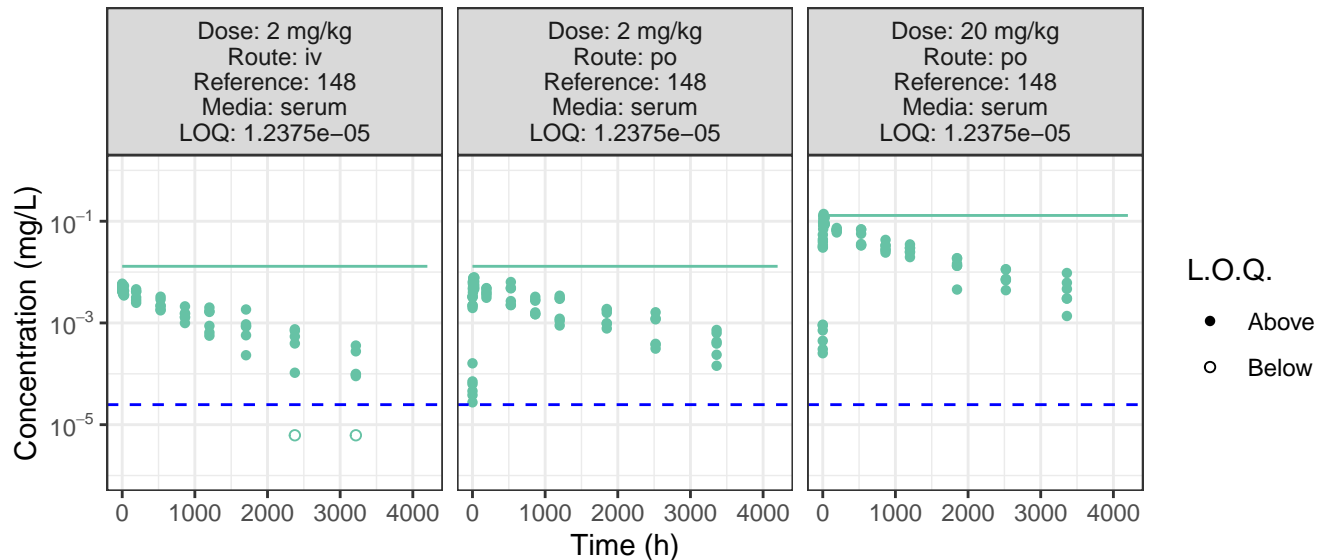 Dose: 2 mg/kg
Route: iv
Reference: 148
Media: serum
LOQ: 1.2375e−05
Dose: 2 mg/kg
Route: po
Reference: 148
Media: serum
LOQ: 1.2375e−05
Dose: 20 mg/kg
Route: po
Reference: 148
Media: serum
LOQ: 1.2375e−05
Concentration (mg/L)
10⁻¹
10⁻³
10⁻⁵
0 1000 2000 3000 4000
0 1000 2000 3000 4000
0 1000 2000 3000 4000
Time (h)
L.O.Q.
Above
Below